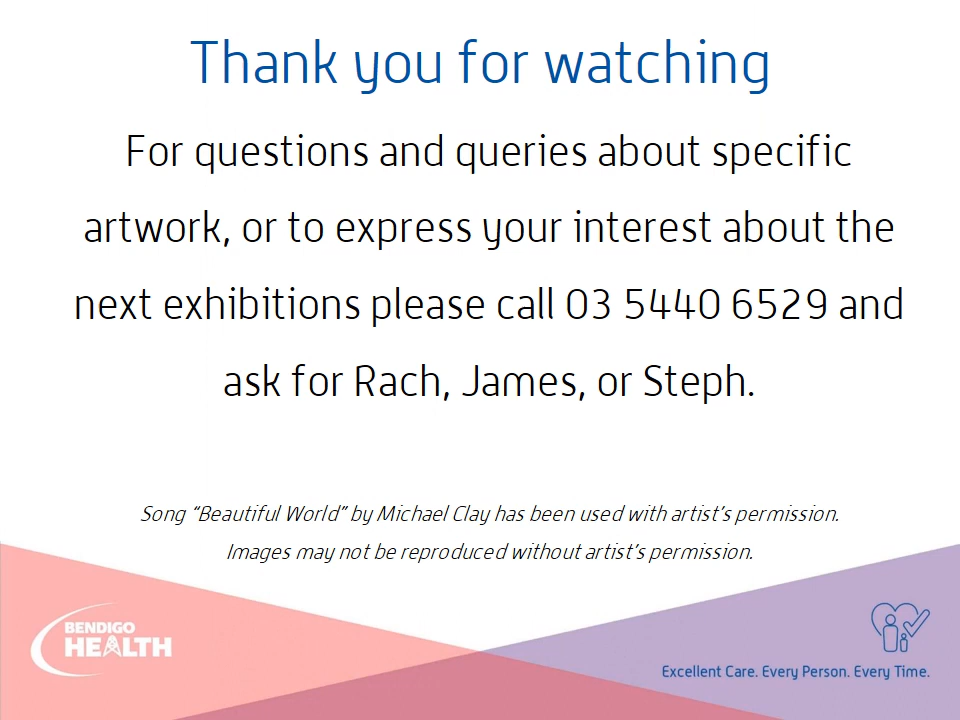 Thank you for watching
For questions and queries about specific
artwork, or to express your interest about the
next exhibitions please call 03 5440 6529 and
ask for Rach, James, or Steph.
Song “Beautiful World” by Michael Clay has been used with artist’s permission.
Images may not be reproduced without artist’s permission.
BENDIGO
HEALTH
Excellent Care. Every Person. Every Time.